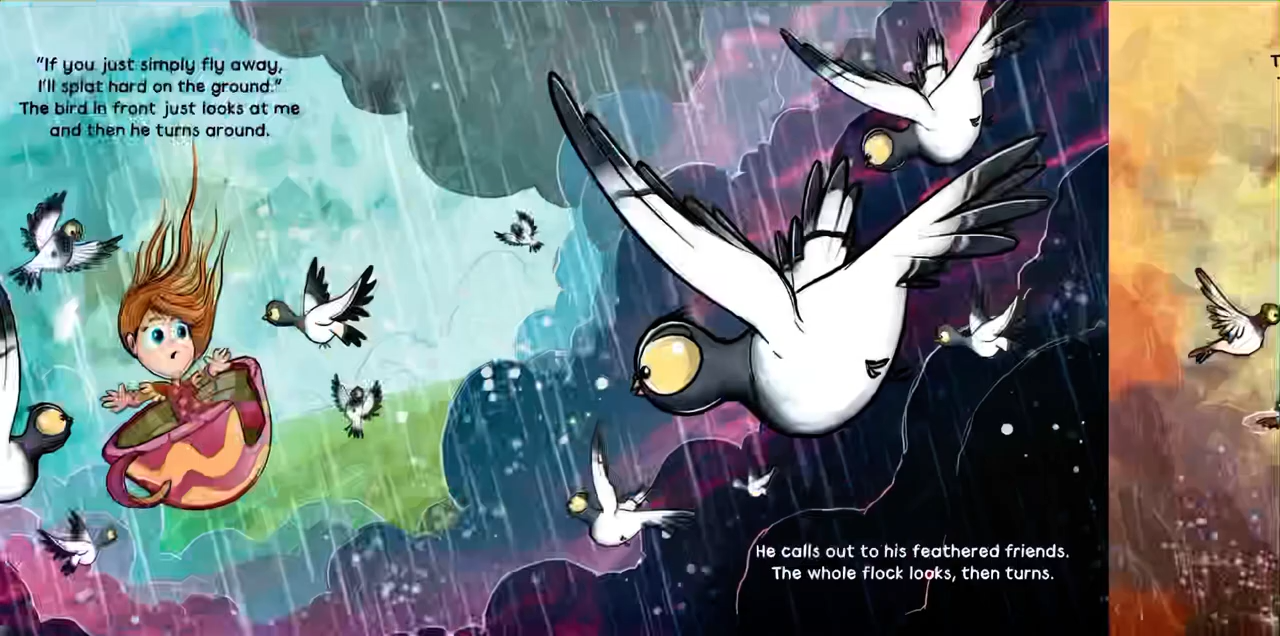 "If you just simply fly away,
I'll splat hard on the ground."
The bird in front just looks at me
and then he turns around.
He calls out to his feathered friends.
The whole flock looks, then turns.